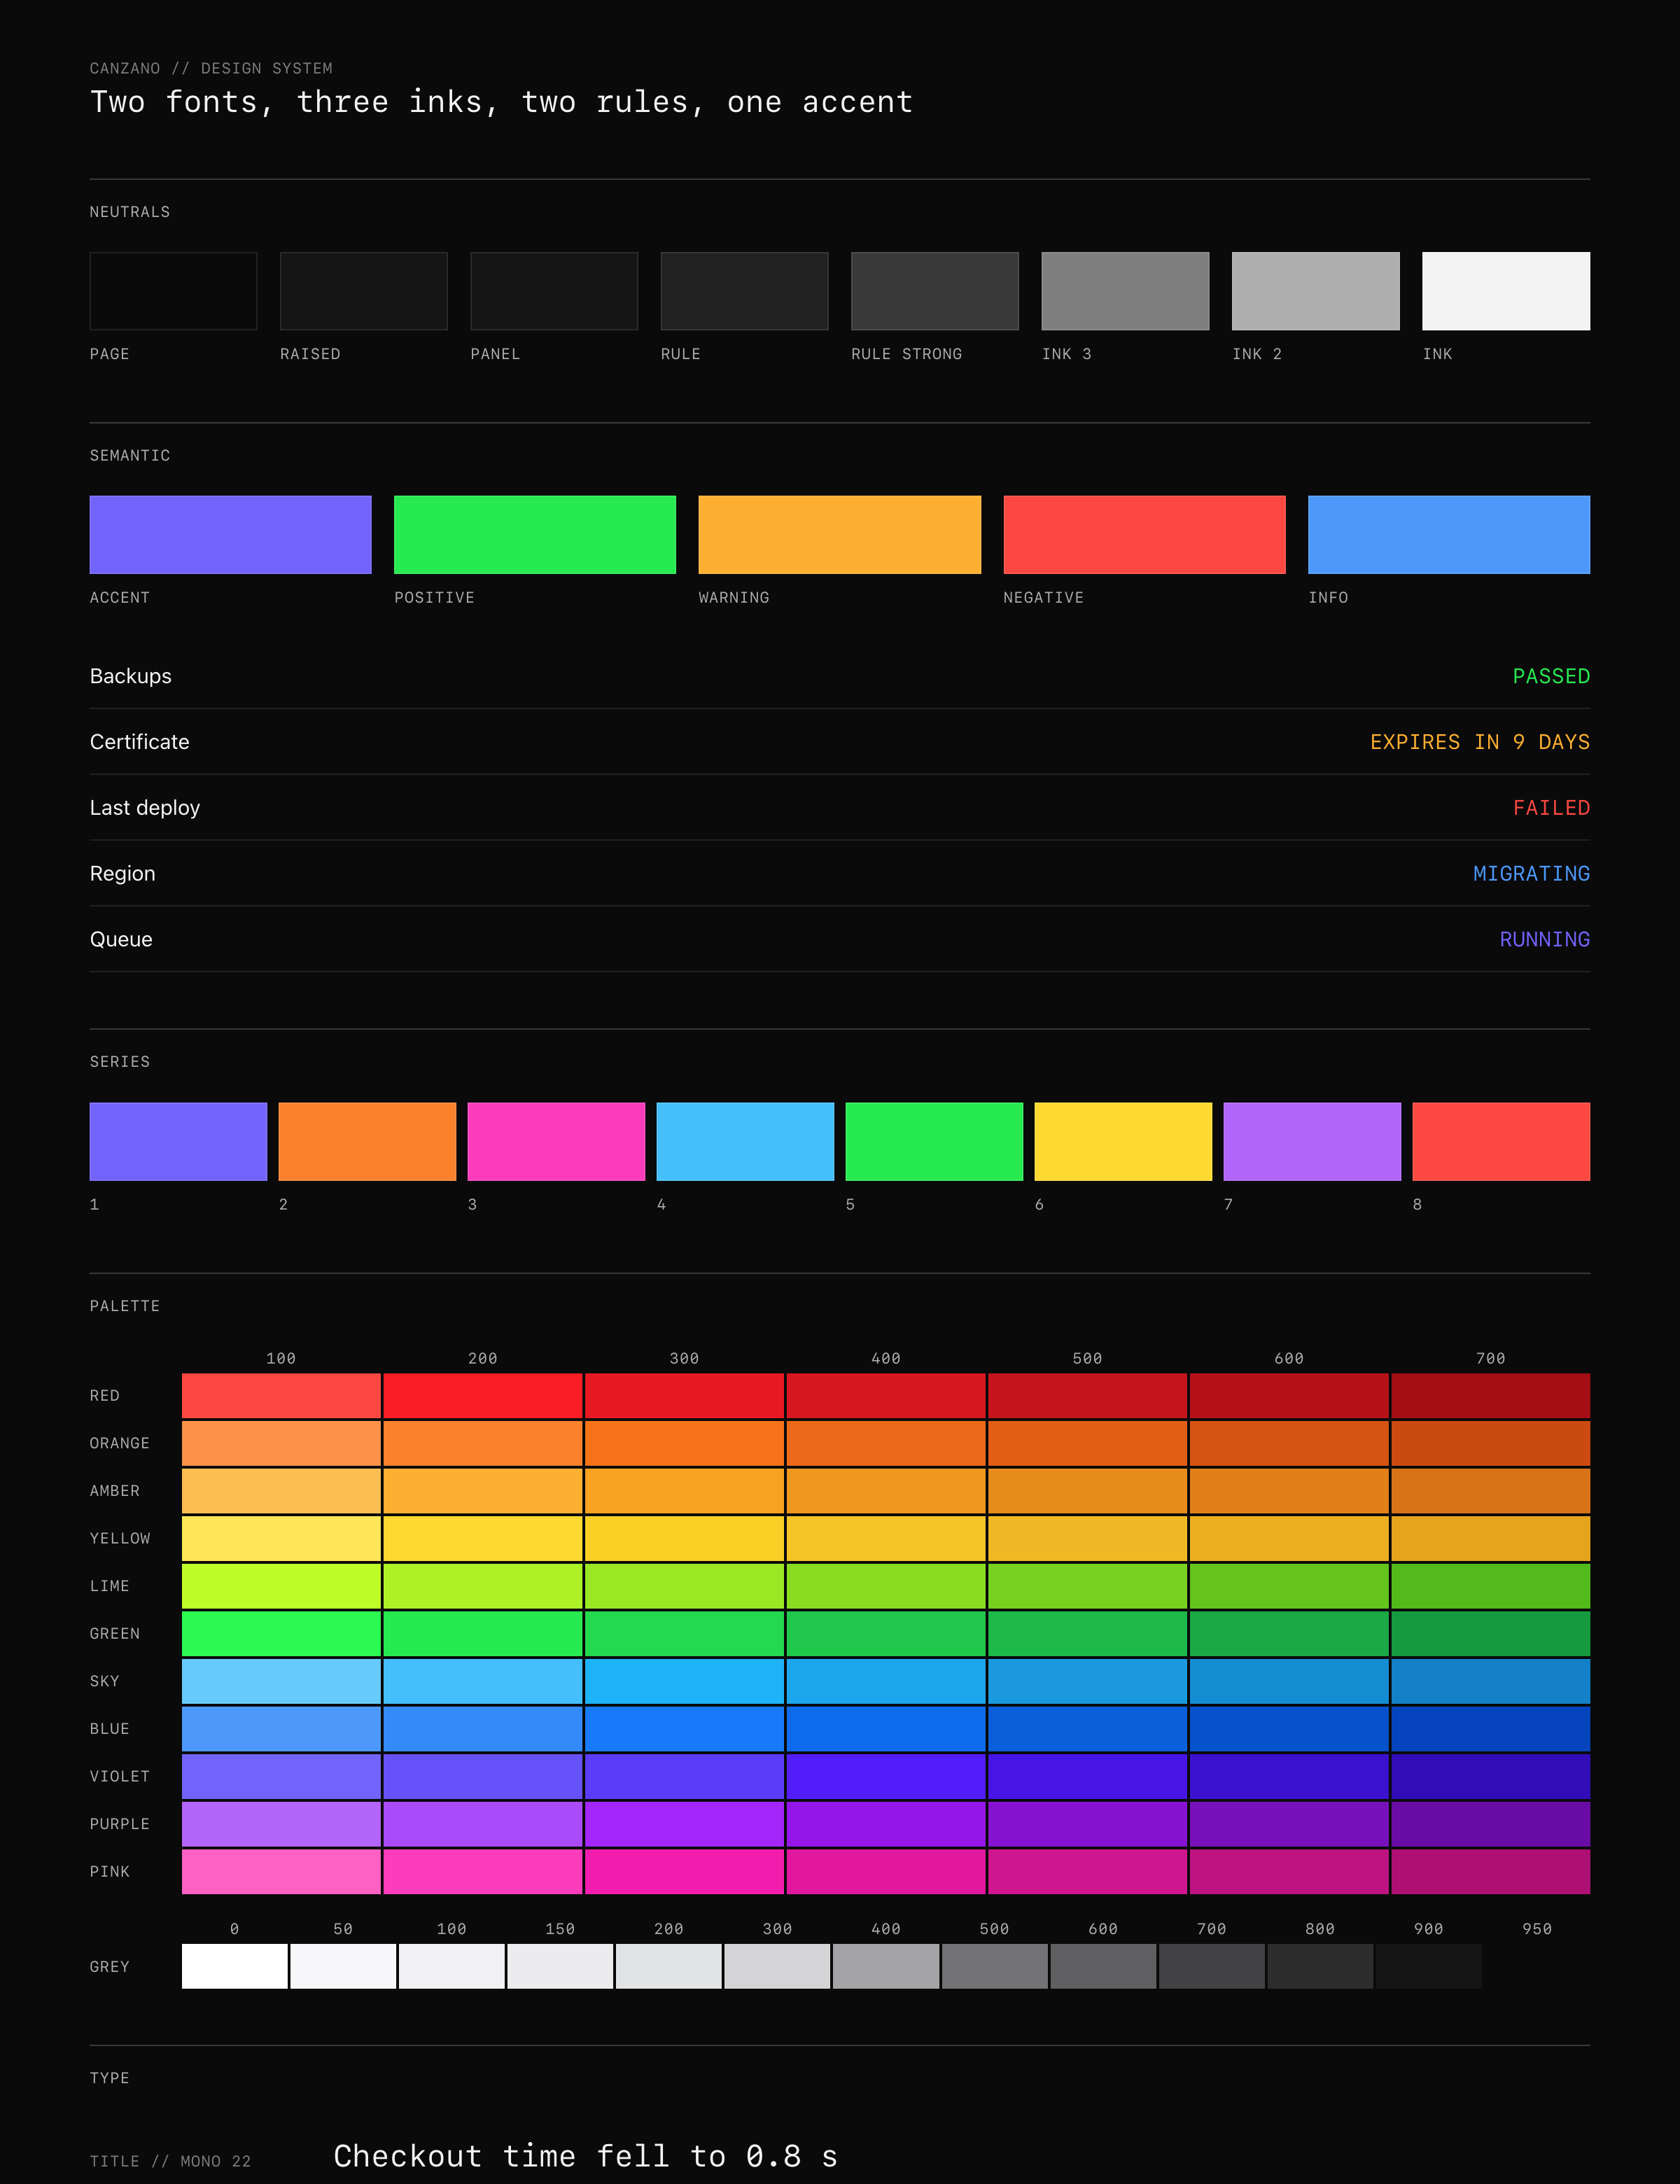 CANZANO // DESIGN SYSTEM
Two fonts, three inks, two rules, one accent
NEUTRALS
PAGE RAISED PANEL RULE RULE STRONG INK 3 INK 2 INK
SEMANTIC
ACCENT POSITIVE WARNING NEGATIVE INFO
Backups PASSED
Certificate EXPIRES IN 9 DAYS
Last deploy FAILED
Region MIGRATING
Queue RUNNING
SERIES
1 2 3 4 5 6 7 8
PALETTE
100 200 300 400 500 600 700
RED
ORANGE
AMBER
YELLOW
LIME
GREEN
SKY
BLUE
VIOLET
PURPLE
PINK
0 50 100 150 200 300 400 500 600 700 800 900 950
GREY
TYPE
TITLE // MONO 22 Checkout time fell to 0.8 s